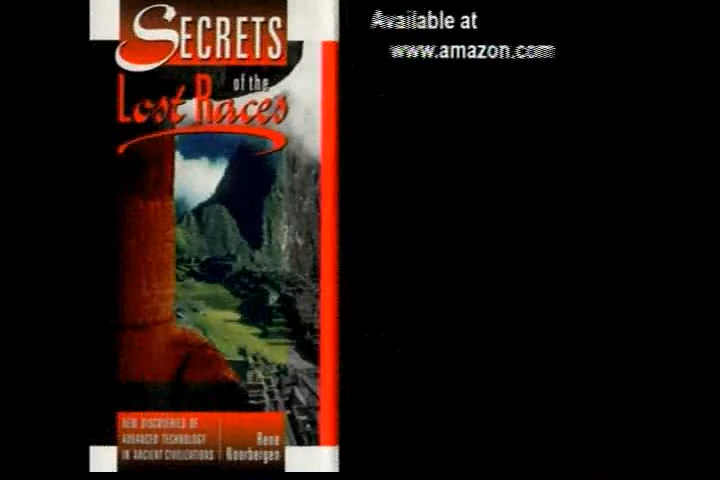 SECRETS
of the
Lost Races
NEW DISCOVERIES OF
ADVANCED TECHNOLOGY
IN ANCIENT CIVILIZATIONS
Rene
Noorbergen
Available at
www.amazon.com